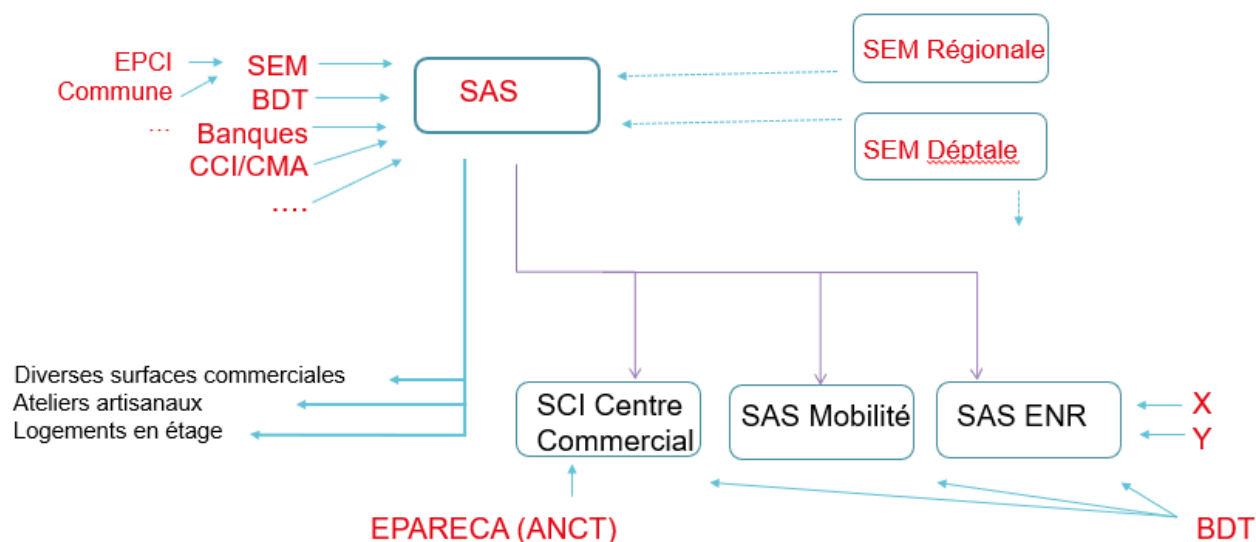 EPCI
Commune
...
SEM
BDT
Banques
CCI/CMA
....
SAS
SEM Régionale
SEM Déptale
Diverses surfaces commerciales
Ateliers artisanaux
Logements en étage
SCI Centre
Commercial
SAS Mobilité
SAS ENR
X
Y
EPARECA (ANCT)
BDT